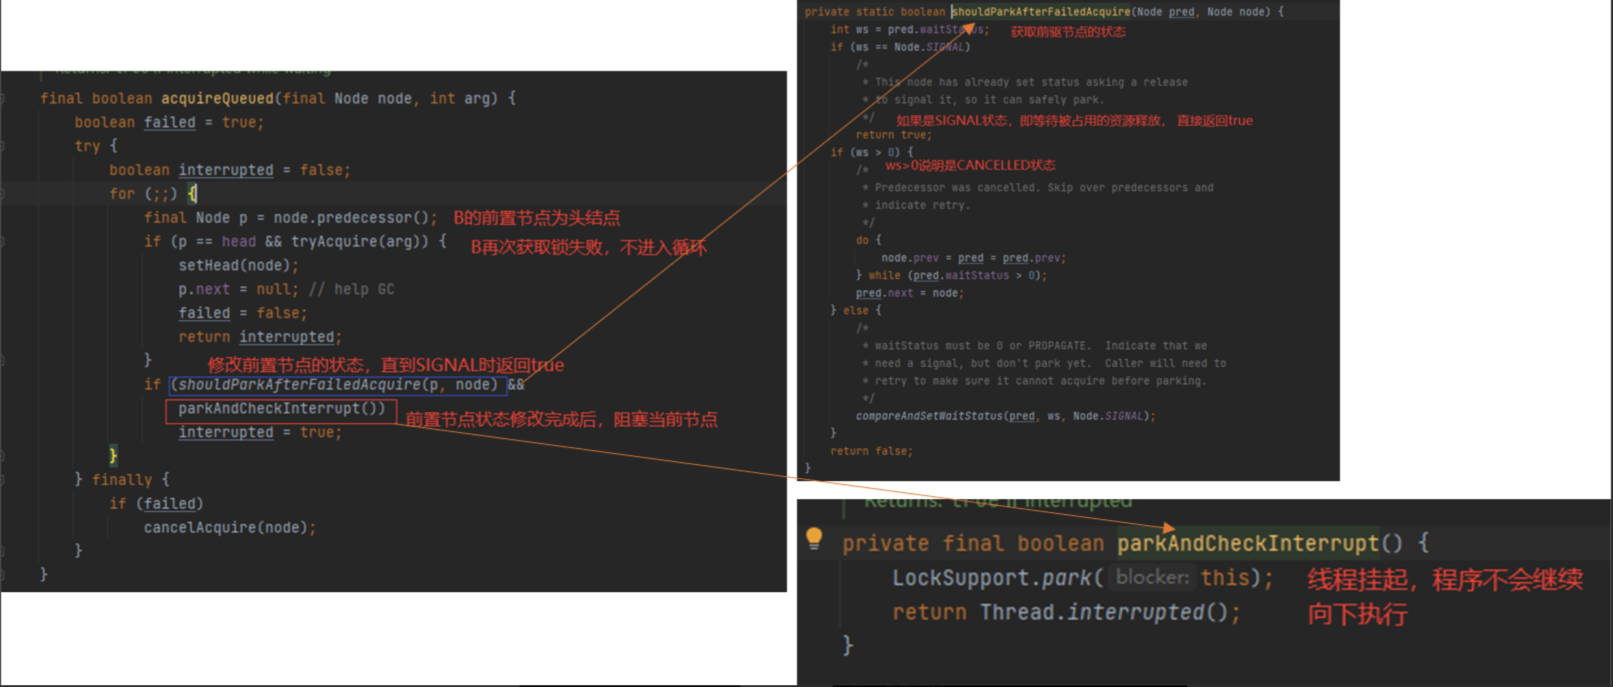 Returns: true if interrupted while waiting
final boolean acquireQueued(final Node node, int arg) {
boolean failed = true;
try {
boolean interrupted = false;
for (;;) {
final Node p = node.predecessor(); B的前置节点为头结点
if (p == head && tryAcquire(arg)) { B再次获取锁失败，不进入循环
setHead(node);
p.next = null; // help GC
failed = false;
return interrupted;
}
修改前置节点的状态，直到SIGNAL时返回true
if (shouldParkAfterFailedAcquire(p, node) &&
parkAndCheckInterrupt()) 前置节点状态修改完成后，阻塞当前节点
interrupted = true;
}
} finally {
if (failed)
cancelAcquire(node);
}
}
private static boolean shouldParkAfterFailedAcquire(Node pred, Node node) {
int ws = pred.waitStatus; 获取前驱节点的状态
if (ws == Node.SIGNAL)
/*
* This node has already set status asking a release
* to signal it, so it can safely park.
*/ 如果是SIGNAL状态，即等待被占用的资源释放，直接返回true
return true;
if (ws > 0) { ws>0说明是CANCELLED状态
/*
* Predecessor was cancelled. Skip over predecessors and
* indicate retry.
*/
do {
node.prev = pred = pred.prev;
} while (pred.waitStatus > 0);
pred.next = node;
} else {
/*
* waitStatus must be 0 or PROPAGATE.  Indicate that we
* need a signal, but don't park yet.  Caller will need to
* retry to make sure it cannot acquire before parking.
*/
compareAndSetWaitStatus(pred, ws, Node.SIGNAL);
}
return false;
}
Returns: true if interrupted
private final boolean parkAndCheckInterrupt() {
LockSupport.park( blocker: this); 线程挂起，程序不会继续
return Thread.interrupted(); 向下执行
}